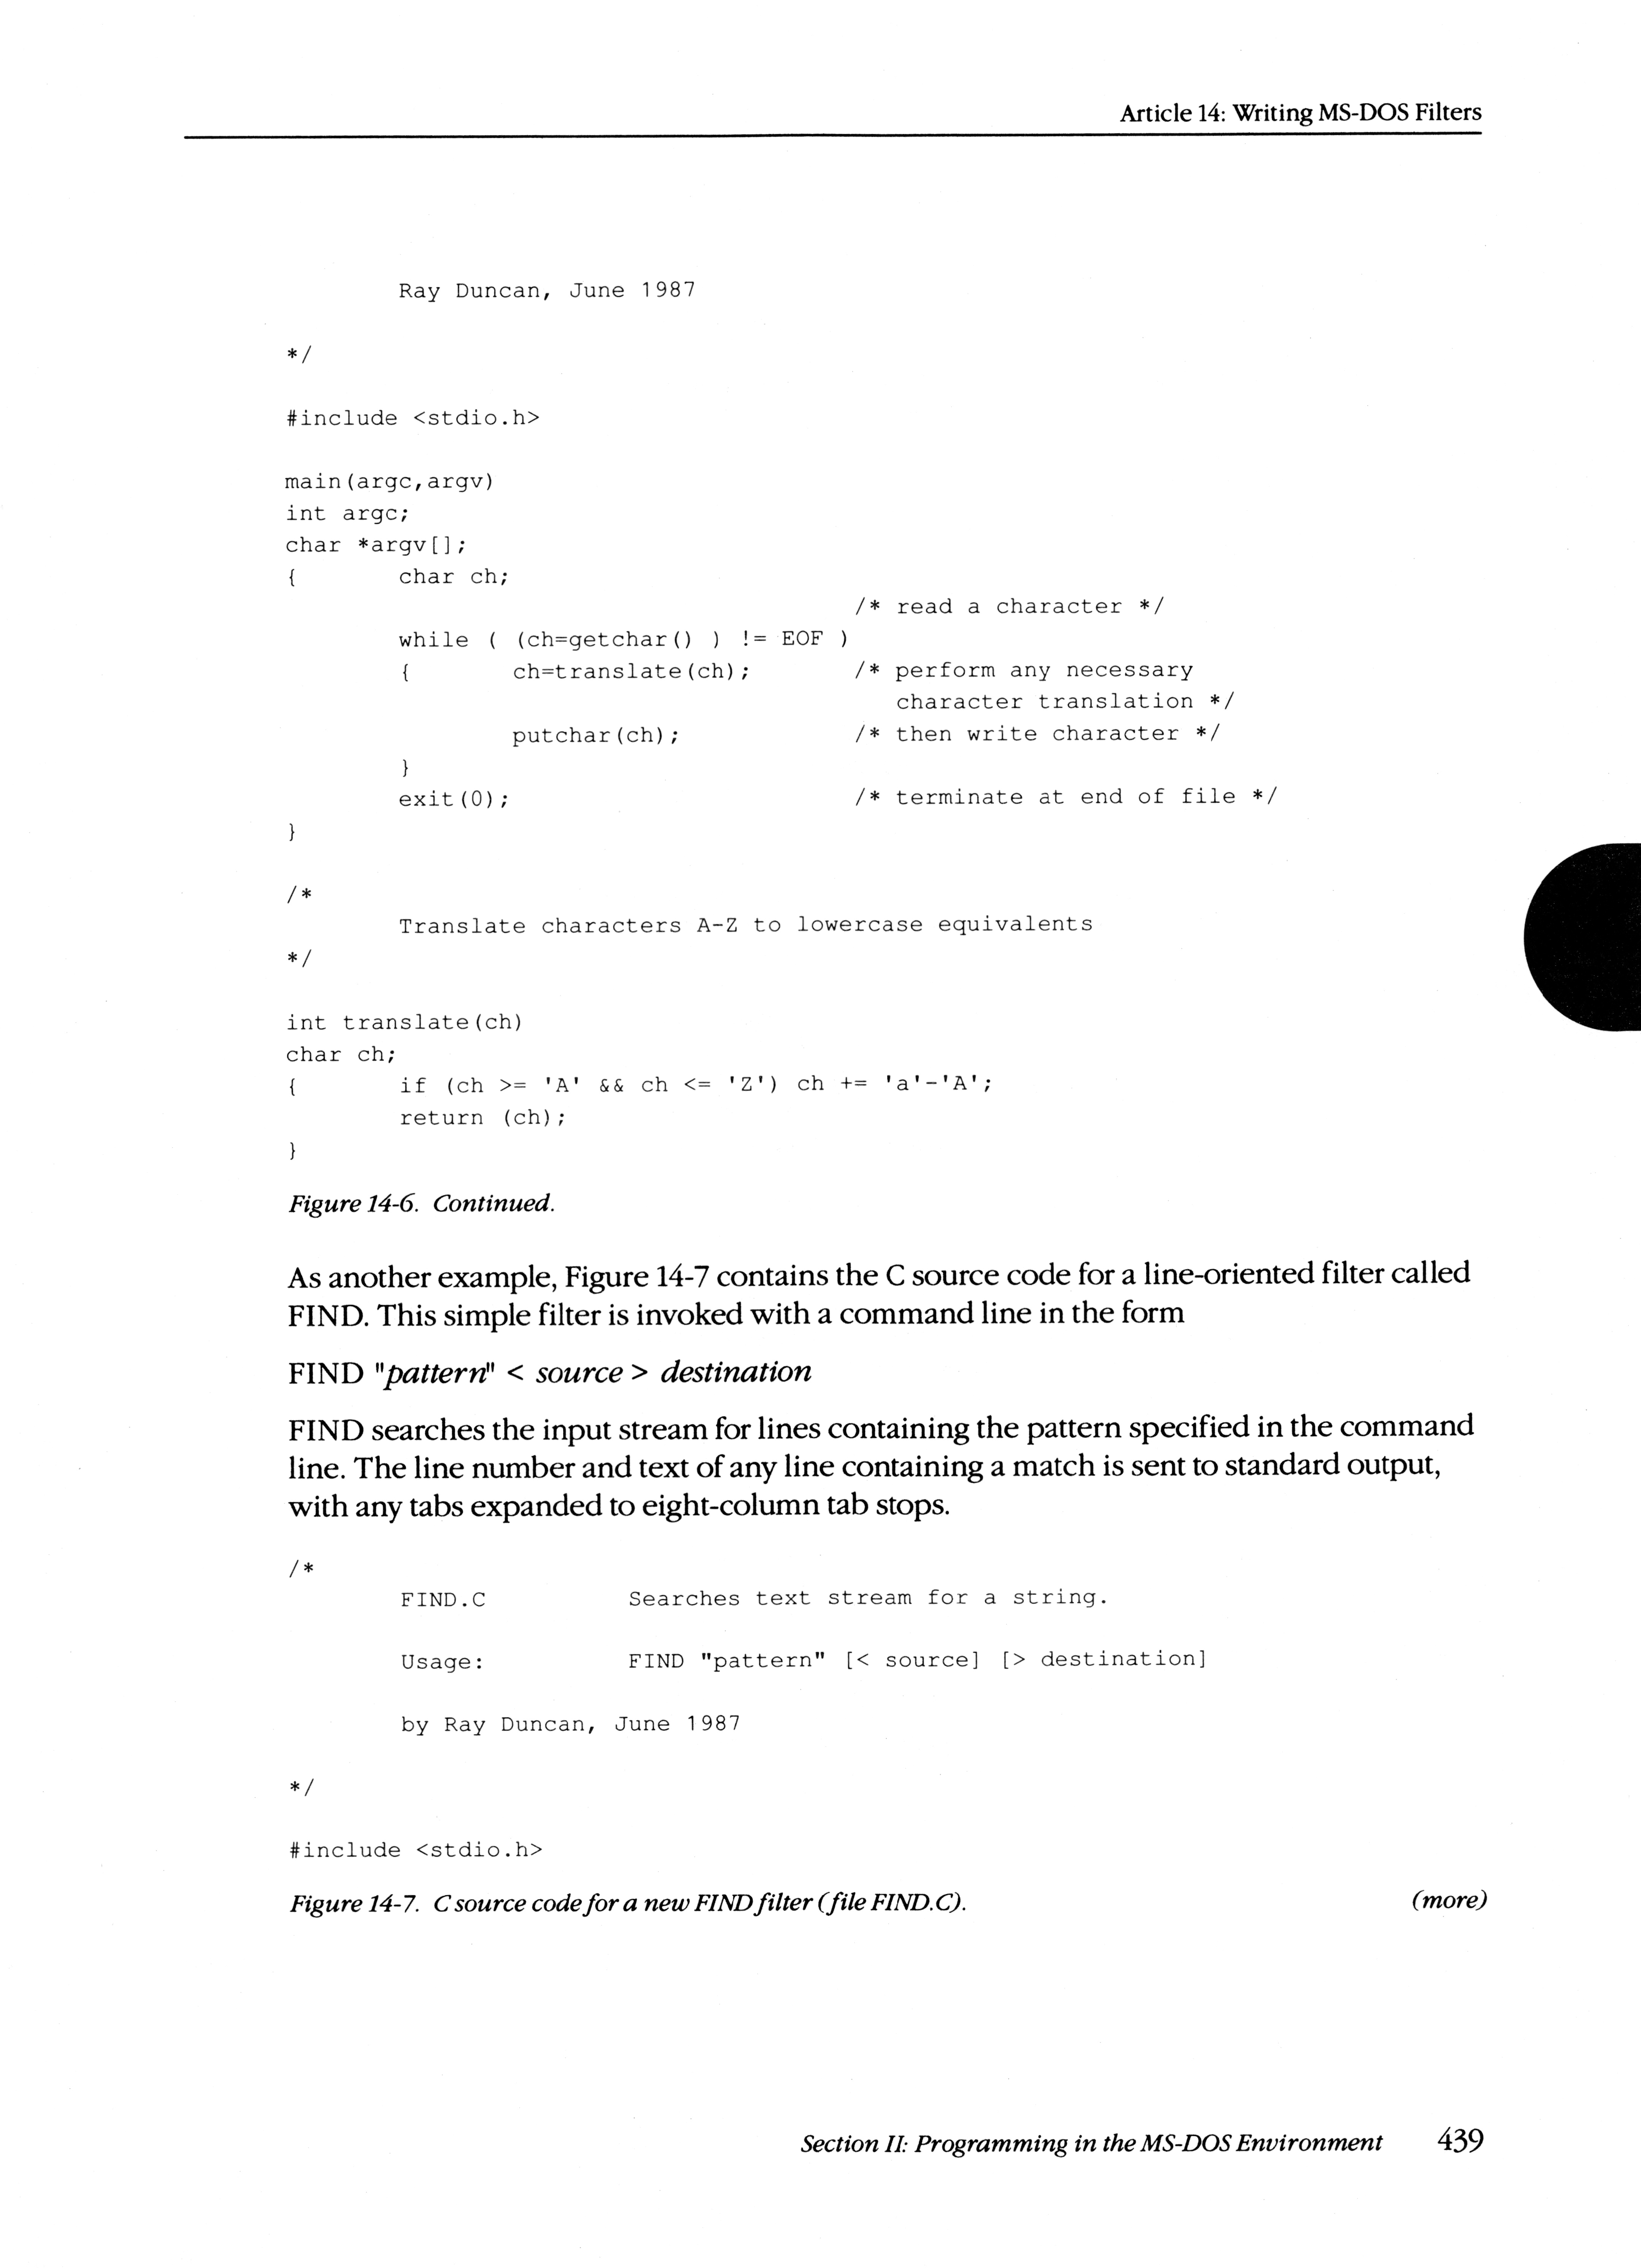 Article 14: Writing MS-DOS Filters
Ray Duncan, June 1987
*/
#include <stdio.h>
main(argc,argv)
int argc;
char *argv[];
{       char ch;
/* read a character */
while ( (ch=getchar() ) != EOF )
{       ch=translate(ch);       /* perform any necessary
character translation */
putchar(ch);            /* then write character */
}
exit(0);                        /* terminate at end of file */
}
/*
Translate characters A-Z to lowercase equivalents
*/
int translate(ch)
char ch;
{       if (ch >= 'A' && ch <= 'Z') ch += 'a'-'A';
return (ch);
}
Figure 14-6. Continued.
As another example, Figure 14-7 contains the C source code for a line-oriented filter called
FIND. This simple filter is invoked with a command line in the form
FIND "pattern" < source > destination
FIND searches the input stream for lines containing the pattern specified in the command
line. The line number and text of any line containing a match is sent to standard output,
with any tabs expanded to eight-column tab stops.
/*
FIND.C          Searches text stream for a string.
Usage:          FIND "pattern" [< source] [> destination]
by Ray Duncan, June 1987
*/
#include <stdio.h>
Figure 14-7. C source code for a new FIND filter (file FIND.C). (more)
Section II: Programming in the MS-DOS Environment 439